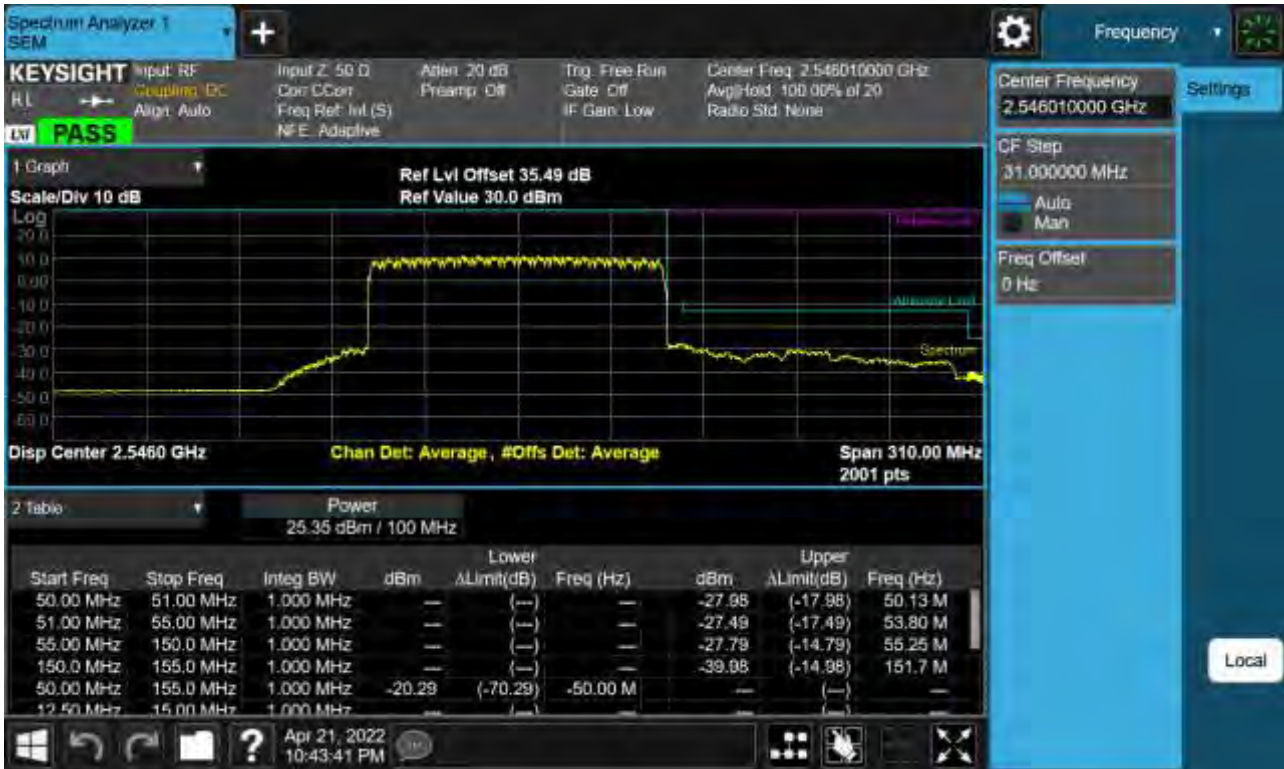 Spectrum Analyzer 1
SEM
+
Frequency
KEYSIGHT
Input: RF
Coupling: DC
Align: Auto
RL
PASS
Input Z: 50 Ω
Corr CCorr
Freq Ref: Int (S)
NFE: Adaptive
Atten: 20 dB
Preamp: Off
Trig: Free Run
Gate: Off
IF Gain: Low
Center Freq: 2.546010000 GHz
Avg|Hold: 100.00% of 20
Radio Std: None
Center Frequency
2.546010000 GHz
Settings
CF Step
31.000000 MHz
Auto
Man
Freq Offset
0 Hz
1 Graph
Scale/Div 10 dB
Ref Lvl Offset 35.49 dB
Ref Value 30.0 dBm
Log
20.0
10.0
0.00
-10.0
-20.0
-30.0
-40.0
-50.0
-60.0
Absolute Limit
Spectrum
Disp Center 2.5460 GHz
Chan Det: Average, #Offs Det: Average
Span 310.00 MHz
2001 pts
2 Table
Power
25.35 dBm / 100 MHz
Lower Upper
Start Freq Stop Freq Integ BW dBm ΔLimit(dB) Freq (Hz) dBm ΔLimit(dB) Freq (Hz)
50.00 MHz 51.00 MHz 1.000 MHz --- (---) --- -27.98 (-17.98) 50.13 M
51.00 MHz 55.00 MHz 1.000 MHz --- (---) --- -27.49 (-17.49) 53.80 M
55.00 MHz 150.0 MHz 1.000 MHz --- (---) --- -27.79 (-14.79) 55.25 M
150.0 MHz 155.0 MHz 1.000 MHz --- (---) --- -39.98 (-14.98) 151.7 M
50.00 MHz 155.0 MHz 1.000 MHz -20.29 (-70.29) -50.00 M --- (---) ---
12.50 MHz 15.00 MHz 1.000 MHz --- (---)
Local
?
Apr 21, 2022
10:43:41 PM